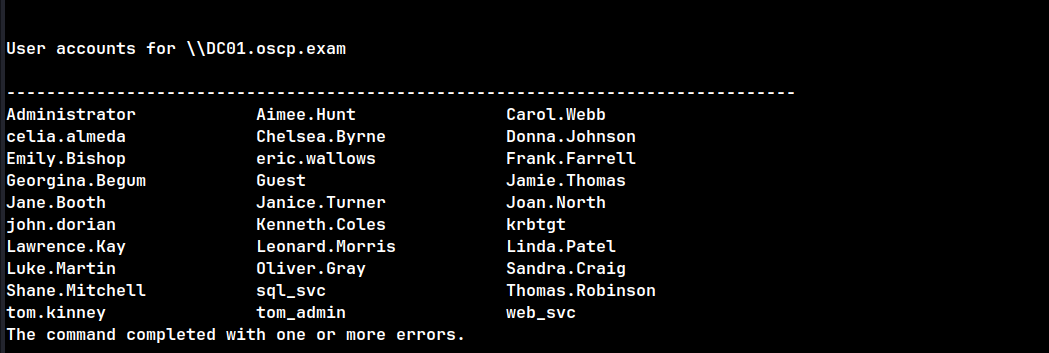 User accounts for \\DC01.oscp.exam
-------------------------------------------------------------------------------
Administrator            Aimee.Hunt               Carol.Webb
celia.almeda             Chelsea.Byrne            Donna.Johnson
Emily.Bishop             eric.wallows             Frank.Farrell
Georgina.Begum           Guest                    Jamie.Thomas
Jane.Booth               Janice.Turner            Joan.North
john.dorian              Kenneth.Coles            krbtgt
Lawrence.Kay             Leonard.Morris           Linda.Patel
Luke.Martin              Oliver.Gray              Sandra.Craig
Shane.Mitchell           sql_svc                  Thomas.Robinson
tom.kinney               tom_admin                web_svc
The command completed with one or more errors.